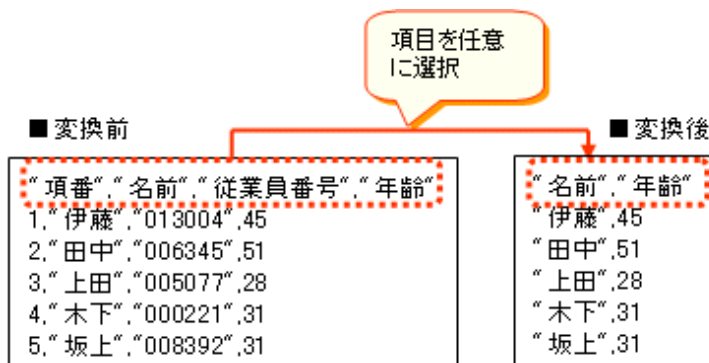 項目を任意
に選択
■変換前
"項番","名前","従業員番号","年齢"
1,"伊藤","013004",45
2,"田中","006345",51
3,"上田","005077",28
4,"木下","000221",31
5,"坂上","008392",31
■変換後
"名前","年齢"
"伊藤",45
"田中",51
"上田",28
"木下",31
"坂上",31